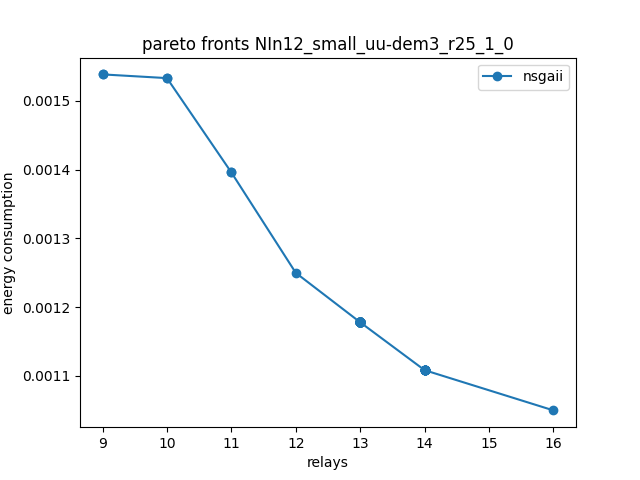 pareto fronts NIn12_small_uu-dem3_r25_1_0
nsgaii
energy consumption
0.0015
0.0014
0.0013
0.0012
0.0011
9 10 11 12 13 14 15 16
relays